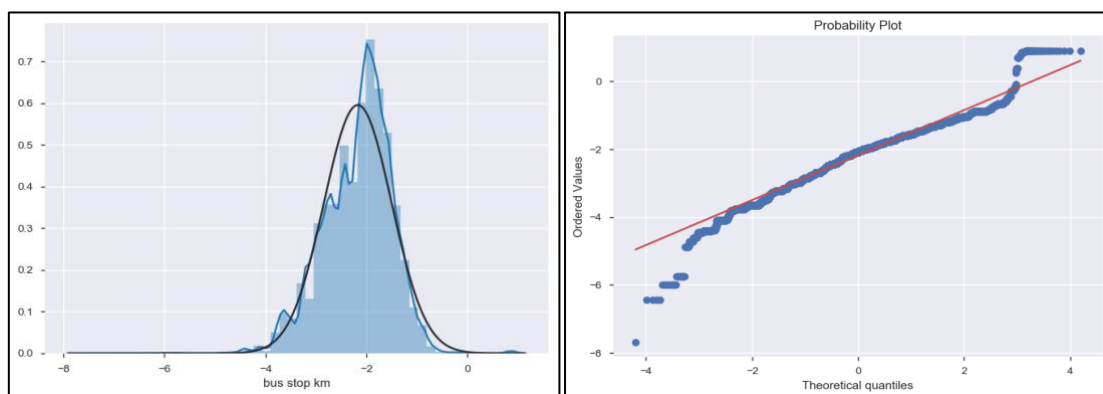 0.7
0.6
0.5
0.4
0.3
0.2
0.1
0.0
−8 −6 −4 −2 0
bus stop km
Probability Plot
Ordered Values
0
−2
−4
−6
−8
−4 −2 0 2 4
Theoretical quantiles